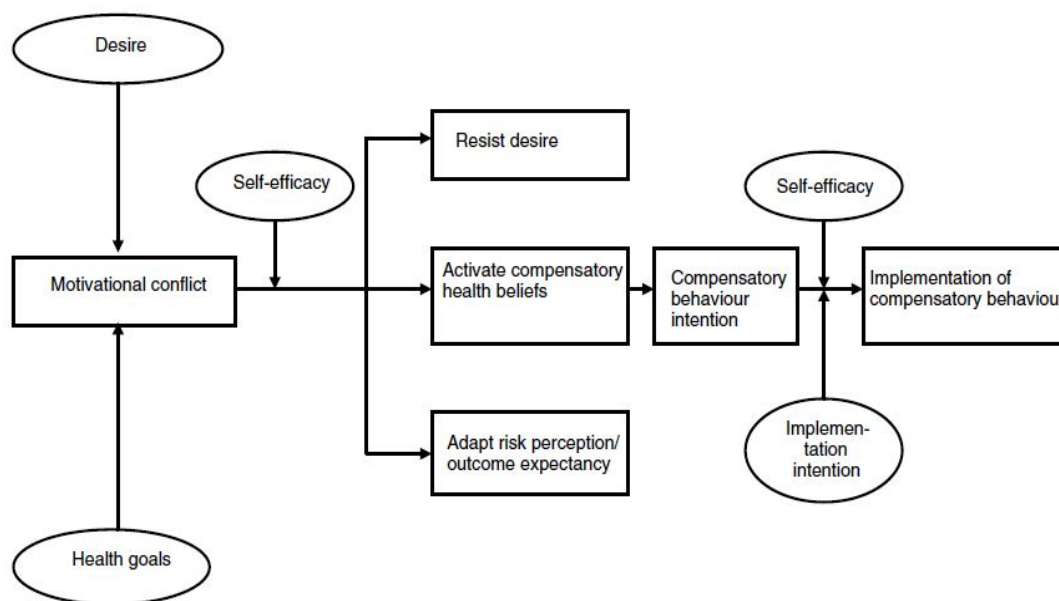 Desire
Resist desire
Self-efficacy
Self-efficacy
Motivational conflict
Activate compensatory
health beliefs
Compensatory
behaviour
intention
Implementation of
compensatory behaviour
Adapt risk perception/
outcome expectancy
Implemen-
tation
intention
Health goals